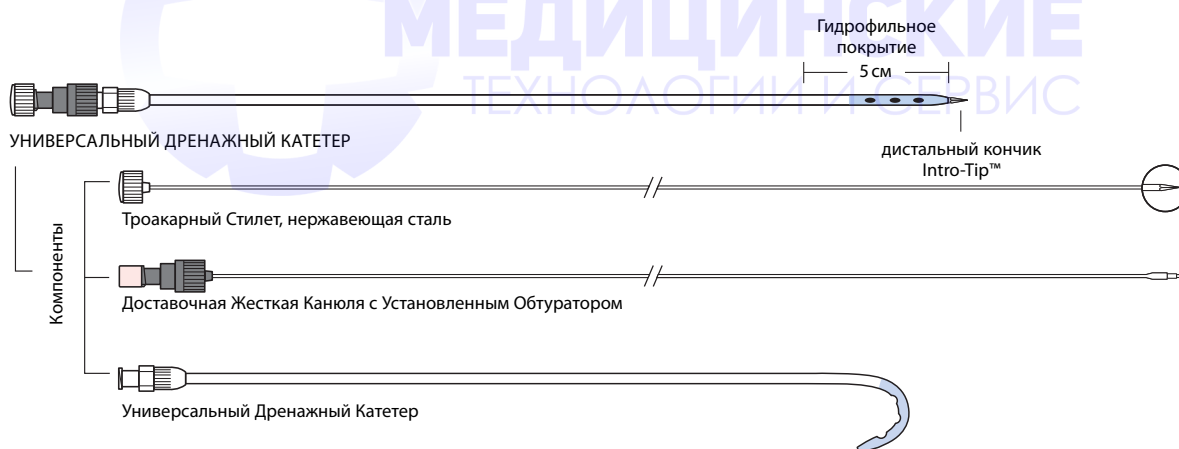 МЕДИЦИНСКИЕ
ТЕХНОЛОГИИ И СЕРВИС
Гидрофильное
покрытие
5 см
УНИВЕРСАЛЬНЫЙ ДРЕНАЖНЫЙ КАТЕТЕР
дистальный кончик
Intro-Tip™
Компоненты
Троакарный Стилет, нержавеющая сталь
Доставочная Жесткая Канюля с Установленным Обтуратором
Универсальный Дренажный Катетер